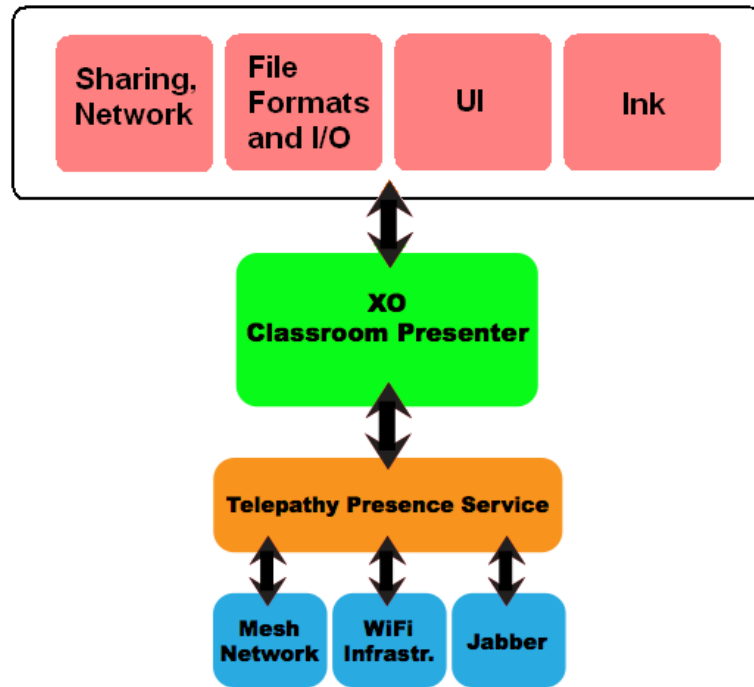 Sharing,
Network
File
Formats
and I/O
UI
Ink
XO
Classroom Presenter
Telepathy Presence Service
Mesh
Network
WiFi
Infrastr.
Jabber